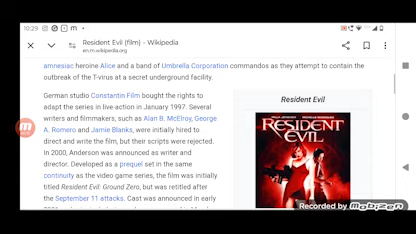 10:29
Resident Evil (film) - Wikipedia
en.m.wikipedia.org
amnesiac heroine Alice and a band of Umbrella Corporation commandos as they attempt to contain the
outbreak of the T-virus at a secret underground facility.
German studio Constantin Film bought the rights to
adapt the series in live-action in January 1997. Several
writers and filmmakers, such as Alan B. McElroy, George
A. Romero and Jamie Blanks, were initially hired to
direct and write the film, but their scripts were rejected.
In 2000, Anderson was announced as writer and
director. Developed as a prequel set in the same
continuity as the video game series, the film was initially
titled Resident Evil: Ground Zero, but was retitled after
the September 11 attacks. Cast was announced in early
Resident Evil
RESIDENT
EVIL
Recorded by
Mobizen